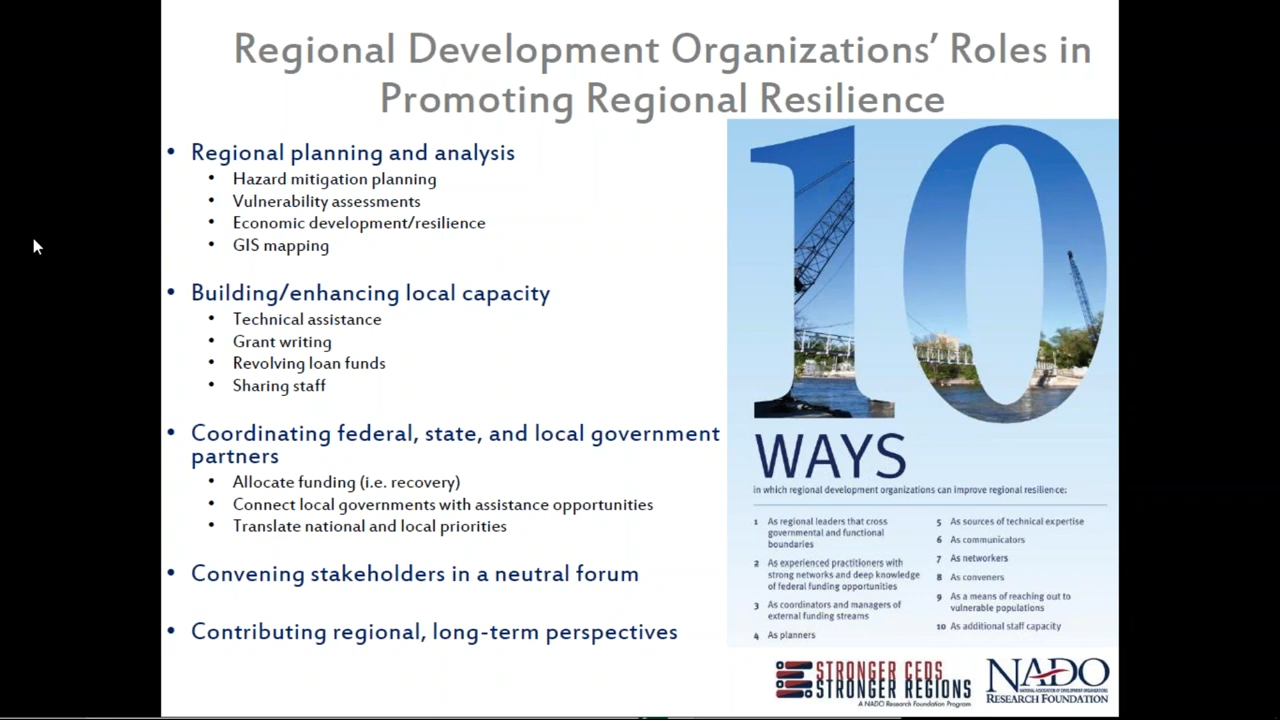 Regional Development Organizations’ Roles in
Promoting Regional Resilience
• Regional planning and analysis
• Hazard mitigation planning
• Vulnerability assessments
• Economic development/resilience
• GIS mapping
• Building/enhancing local capacity
• Technical assistance
• Grant writing
• Revolving loan funds
• Sharing staff
• Coordinating federal, state, and local government
partners
• Allocate funding (i.e. recovery)
• Connect local governments with assistance opportunities
• Translate national and local priorities
• Convening stakeholders in a neutral forum
• Contributing regional, long-term perspectives
10
WAYS
in which regional development organizations can improve regional resilience:
1 As regional leaders that cross
governmental and functional
boundaries
2 As experienced practitioners with
strong networks and deep knowledge
of federal funding opportunities
3 As coordinators and managers of
external funding streams
4 As planners
5 As sources of technical expertise
6 As communicators
7 As networkers
8 As conveners
9 As a means of reaching out to
vulnerable populations
10 As additional staff capacity
STRONGER CEDS
STRONGER REGIONS
A NADO Research Foundation Program
NADO
NATIONAL ASSOCIATION OF DEVELOPMENT ORGANIZATIONS
RESEARCH FOUNDATION